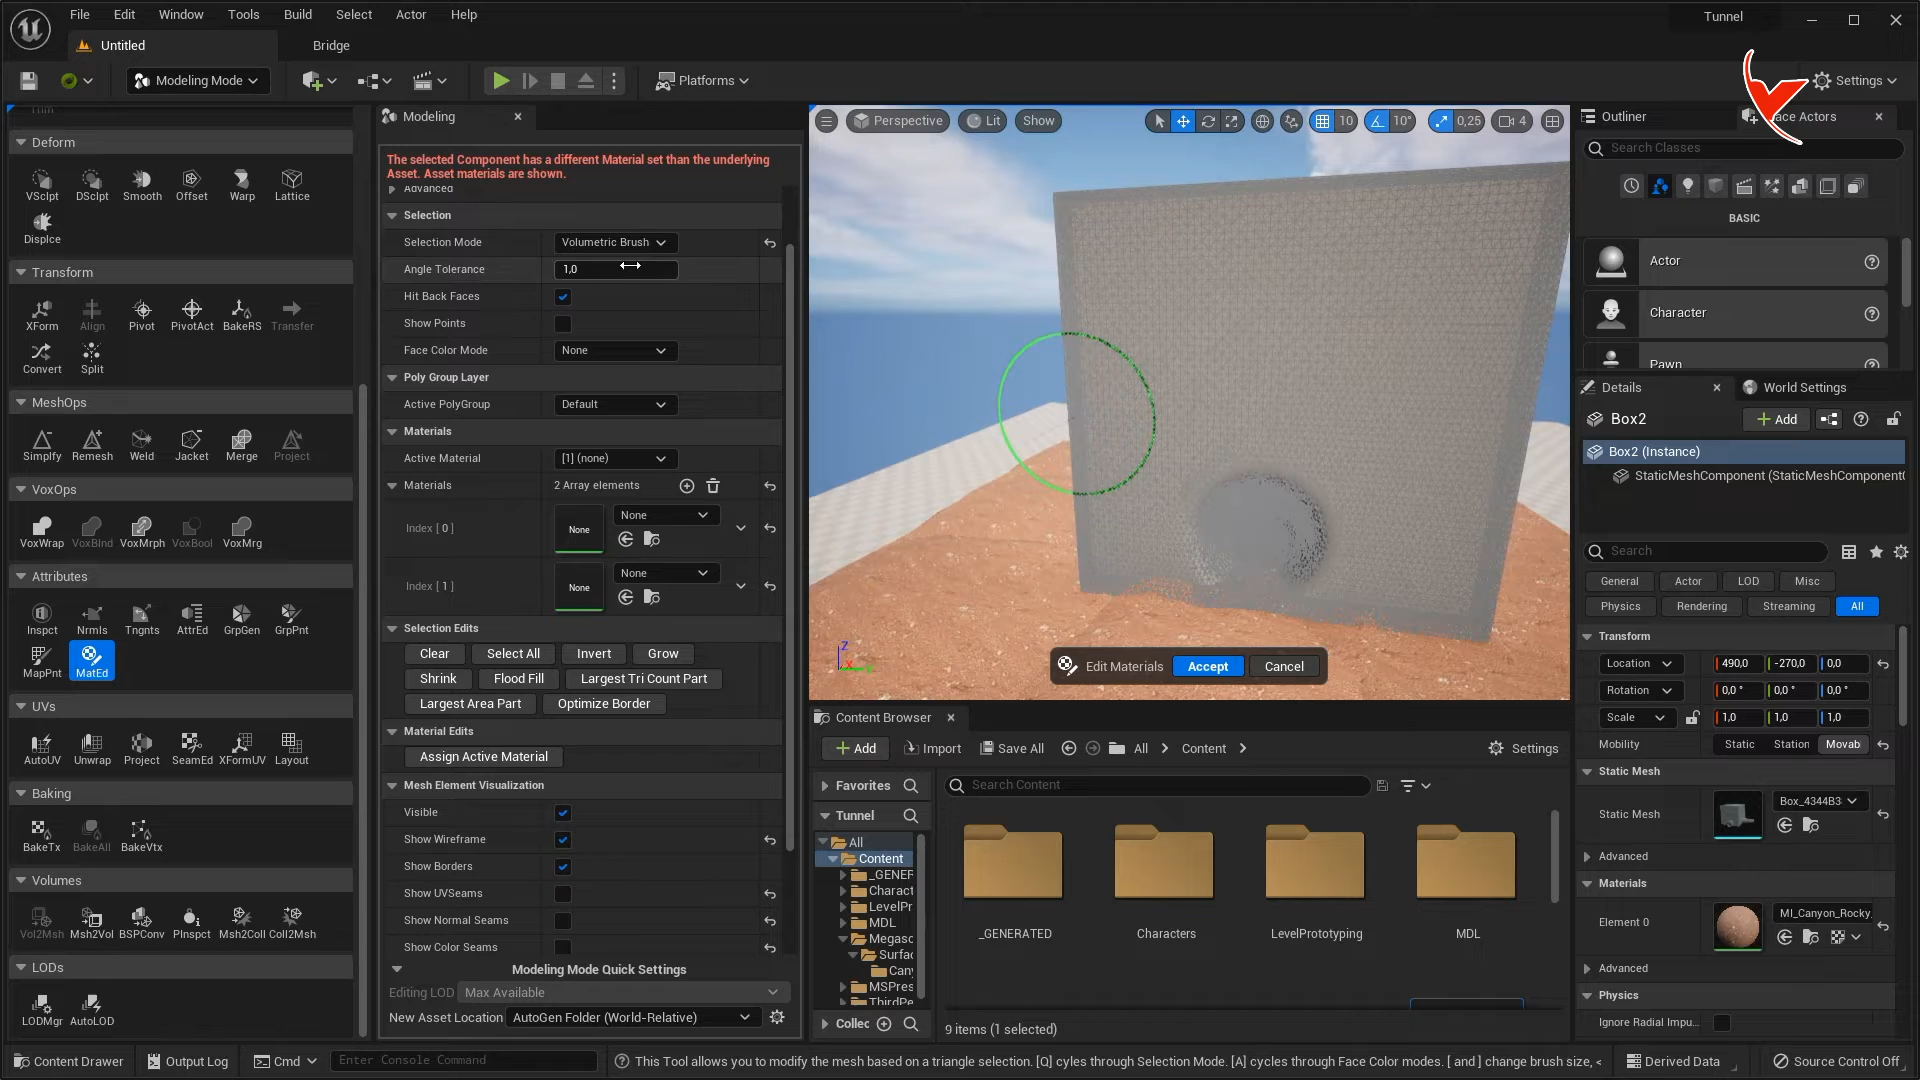 File Edit Window Tools Build Select Actor Help
Tunnel
Untitled
Bridge
Modeling Mode
Platforms
Settings
Deform
VSclpt DSclpt Smooth Offset Warp Lattice
Displce
Transform
XForm Align Pivot PivotAct BakeRS Transfer
Convert Split
MeshOps
Simplfy Remesh Weld Jacket Merge Project
VoxOps
VoxWrap VoxBlnd VoxMrph VoxBool VoxMrg
Attributes
Inspct Nrmls Tngnts AttrEd GrpGen GrpPnt
MapPnt MatEd
UVs
AutoUV Unwrap Project SeamEd XFormUV Layout
Baking
BakeTx BakeAll BakeVtx
Volumes
Vol2Msh Msh2Vol BSPConv PInspct Msh2Coll Coll2Msh
LODs
LODMgr AutoLOD
Modeling
The selected Component has a different Material set than the underlying
Asset. Asset materials are shown.
Advanced
Selection
Selection Mode Volumetric Brush
Angle Tolerance 1,0
Hit Back Faces
Show Points
Face Color Mode None
Poly Group Layer
Active PolyGroup Default
Materials
Active Material [1] (none)
Materials 2 Array elements
Index [ 0 ] None None
Index [ 1 ] None None
Selection Edits
Clear Select All Invert Grow
Shrink Flood Fill Largest Tri Count Part
Largest Area Part Optimize Border
Material Edits
Assign Active Material
Mesh Element Visualization
Visible
Show Wireframe
Show Borders
Show UVSeams
Show Normal Seams
Show Color Seams
Modeling Mode Quick Settings
Editing LOD Max Available
New Asset Location AutoGen Folder (World-Relative)
Perspective Lit Show 10 10° 0,25 4
Z
X
Edit Materials Accept Cancel
Content Browser
Add Import Save All All Content Settings
Favorites
Search Content
Tunnel
All
Content
_GENER
Charact
LevelPr
MDL
Megasc
Surfac
Cany
MSPres
ThirdPe
Collec
_GENERATED Characters LevelPrototyping MDL
9 items (1 selected)
Outliner
ace Actors
Search Classes
BASIC
Actor
Character
Pawn
Details
World Settings
Box2
Add
Box2 (Instance)
StaticMeshComponent (StaticMeshComponent(
Search
General Actor LOD Misc
Physics Rendering Streaming All
Transform
Location 490,0 -270,0 0,0
Rotation 0,0 ° 0,0 ° 0,0 °
Scale 1,0 1,0 1,0
Mobility Static Station Movab
Static Mesh
Static Mesh Box_4344B3
Advanced
Materials
Element 0 MI_Canyon_Rocky_
Advanced
Physics
Ignore Radial Impu...
Content Drawer Output Log Cmd Enter Console Command This Tool allows you to modify the mesh based on a triangle selection. [Q] cyles through Selection Mode. [A] cycles through Face Color modes. [ and ] change brush size, < Derived Data Source Control Off